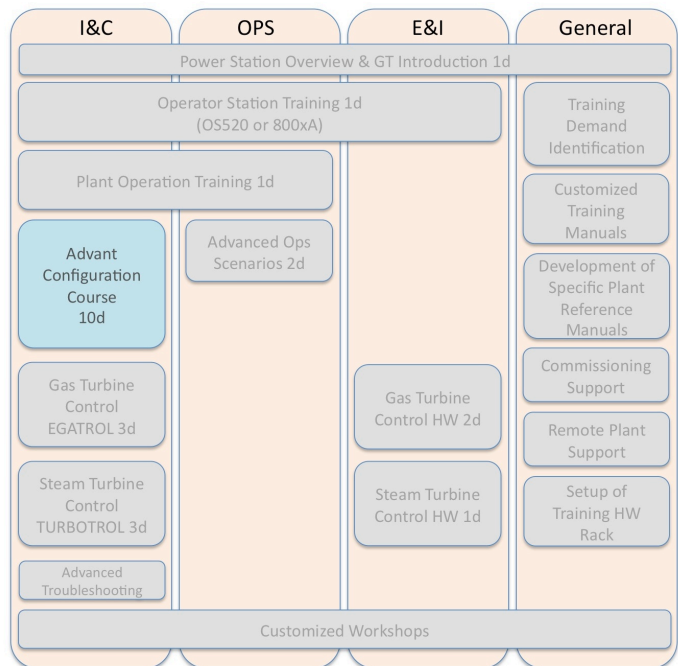 I&C
OPS
E&I
General
Power Station Overview & GT Introduction 1d
Operator Station Training 1d
(OS520 or 800xA)
Training
Demand
Identification
Plant Operation Training 1d
Customized
Training
Manuals
Advant
Configuration
Course
10d
Advanced Ops
Scenarios 2d
Development of
Specific Plant
Reference
Manuals
Commissioning
Support
Gas Turbine
Control
EGATROL 3d
Gas Turbine
Control HW 2d
Remote Plant
Support
Steam Turbine
Control
TURBOTROL 3d
Steam Turbine
Control HW 1d
Setup of
Training HW
Rack
Advanced
Troubleshooting
Customized Workshops